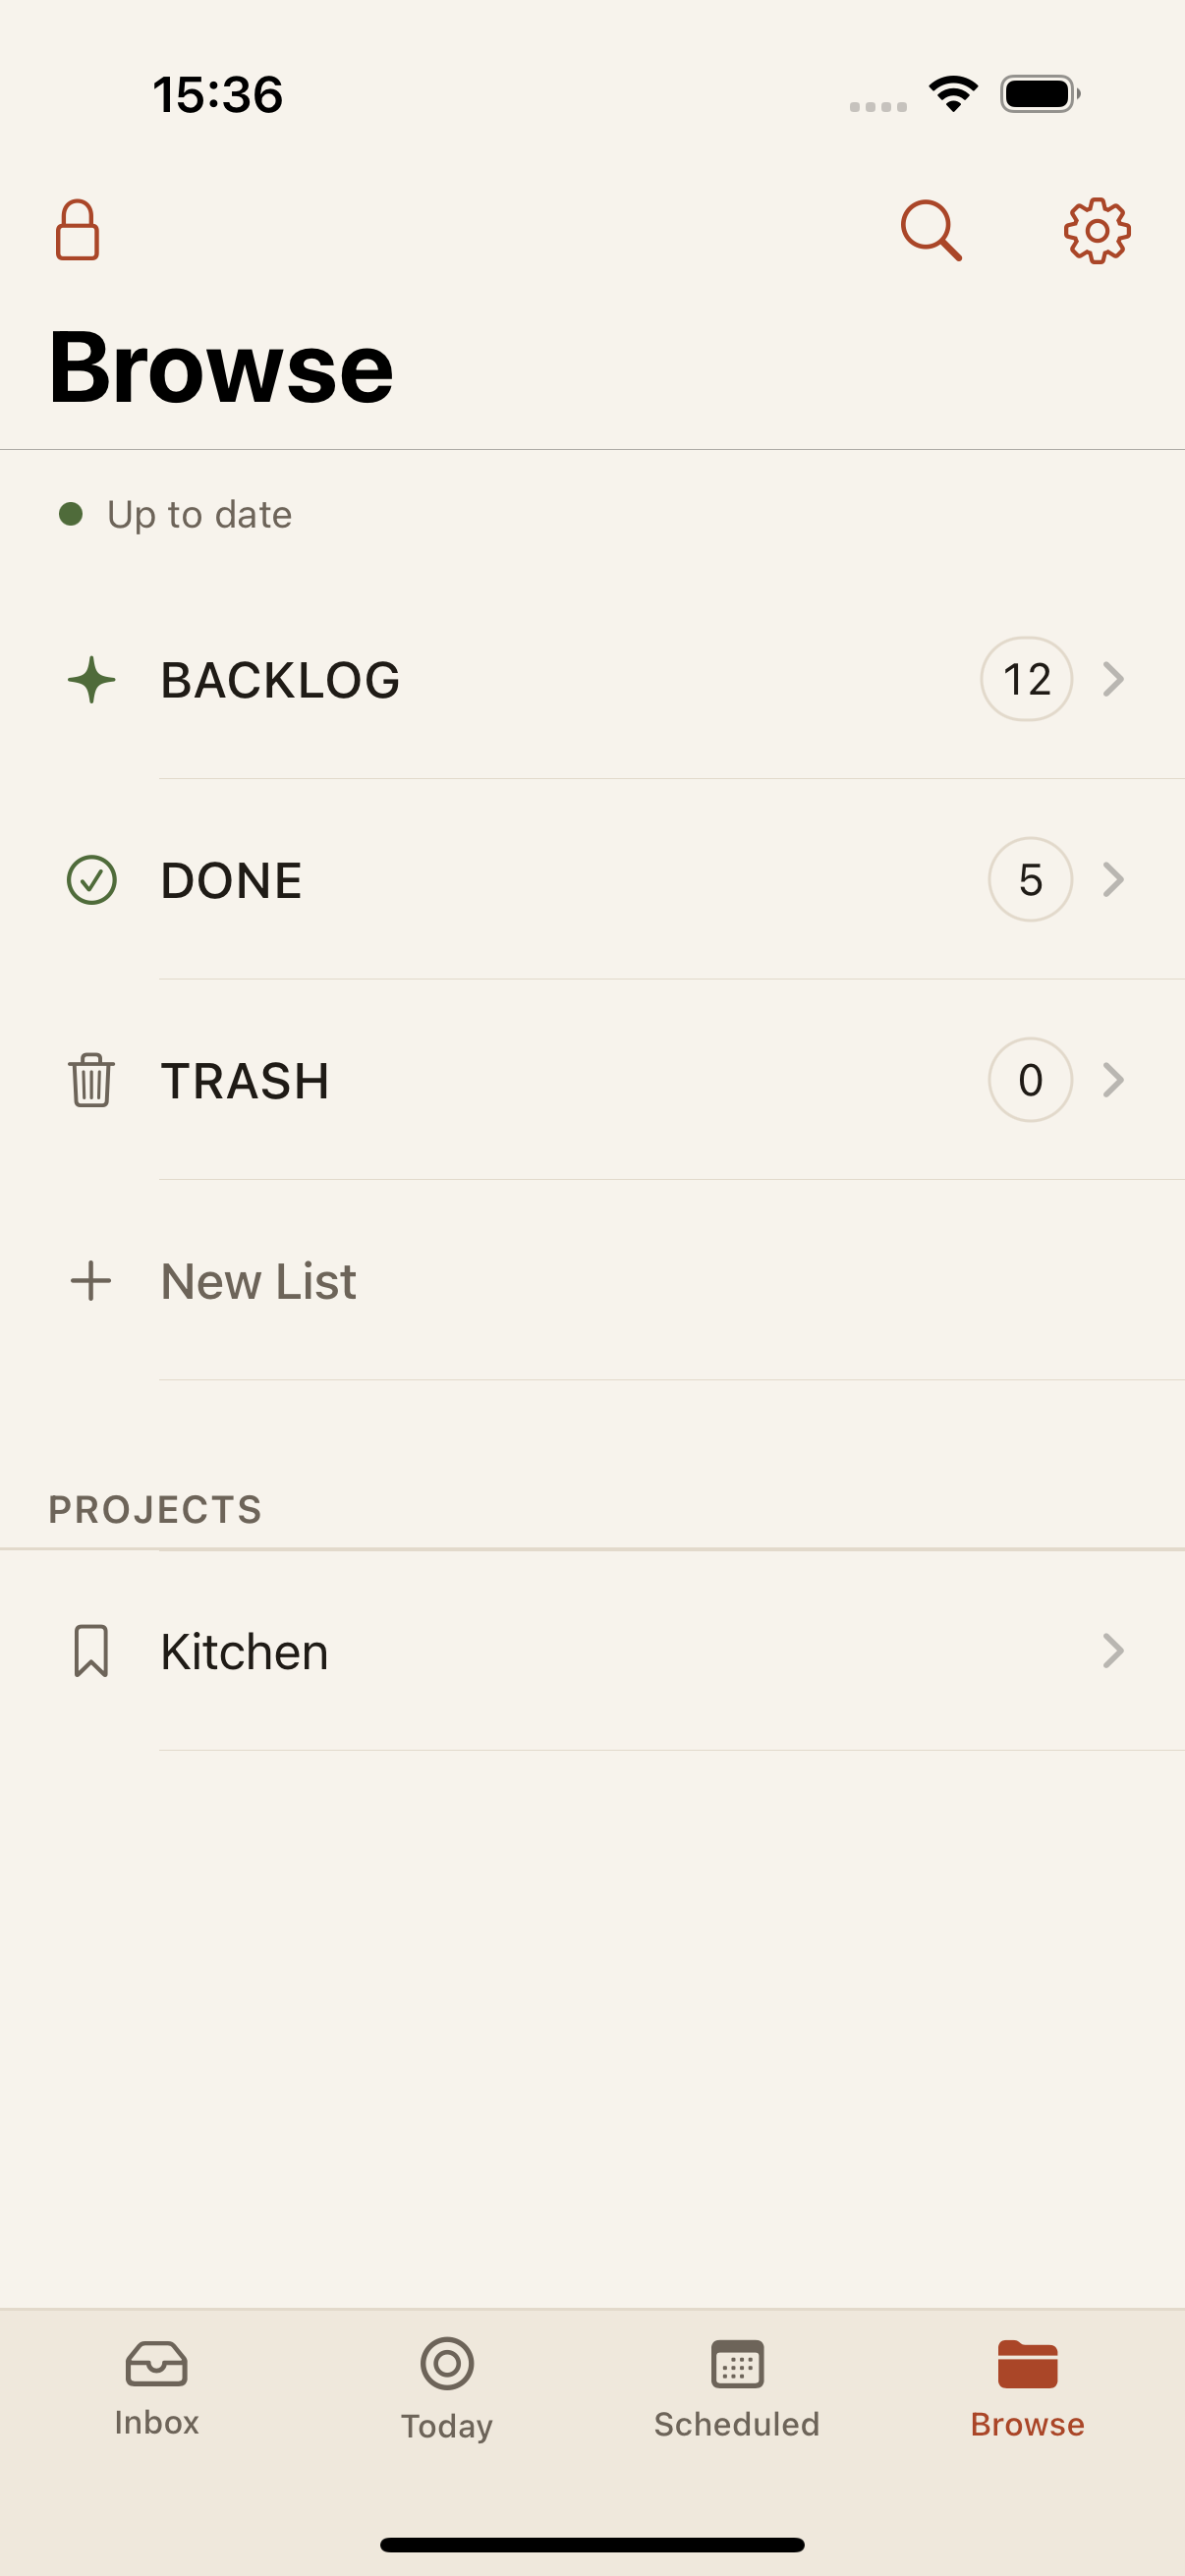 15:36
Browse
Up to date
BACKLOG 12
DONE 5
TRASH 0
New List
PROJECTS
Kitchen
Inbox Today Scheduled Browse